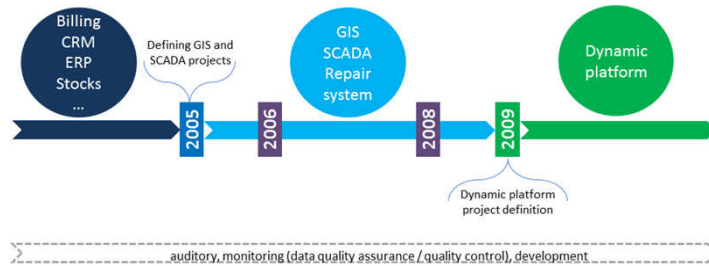 Billing
CRM
ERP
Stocks
...
Defining GIS and
SCADA projects
GIS
SCADA
Repair
system
Dynamic
platform
2005
2006
2008
2009
Dynamic platform
project definition
auditory, monitoring (data quality assurance / quality control), development